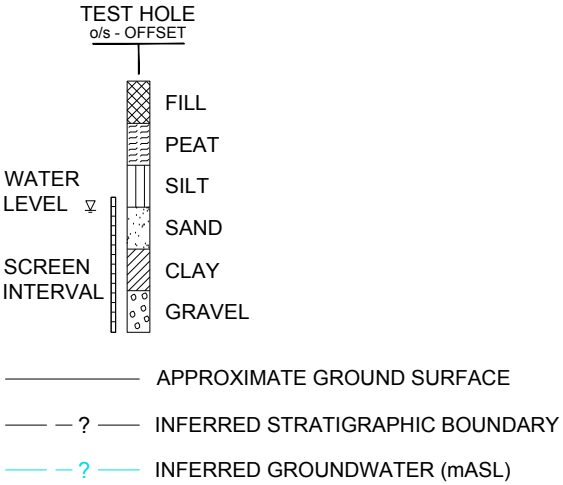 TEST HOLE
o/s - OFFSET
FILL
PEAT
SILT
WATER
LEVEL
SAND
CLAY
SCREEN
INTERVAL
GRAVEL
APPROXIMATE GROUND SURFACE
? INFERRED STRATIGRAPHIC BOUNDARY
? INFERRED GROUNDWATER (mASL)